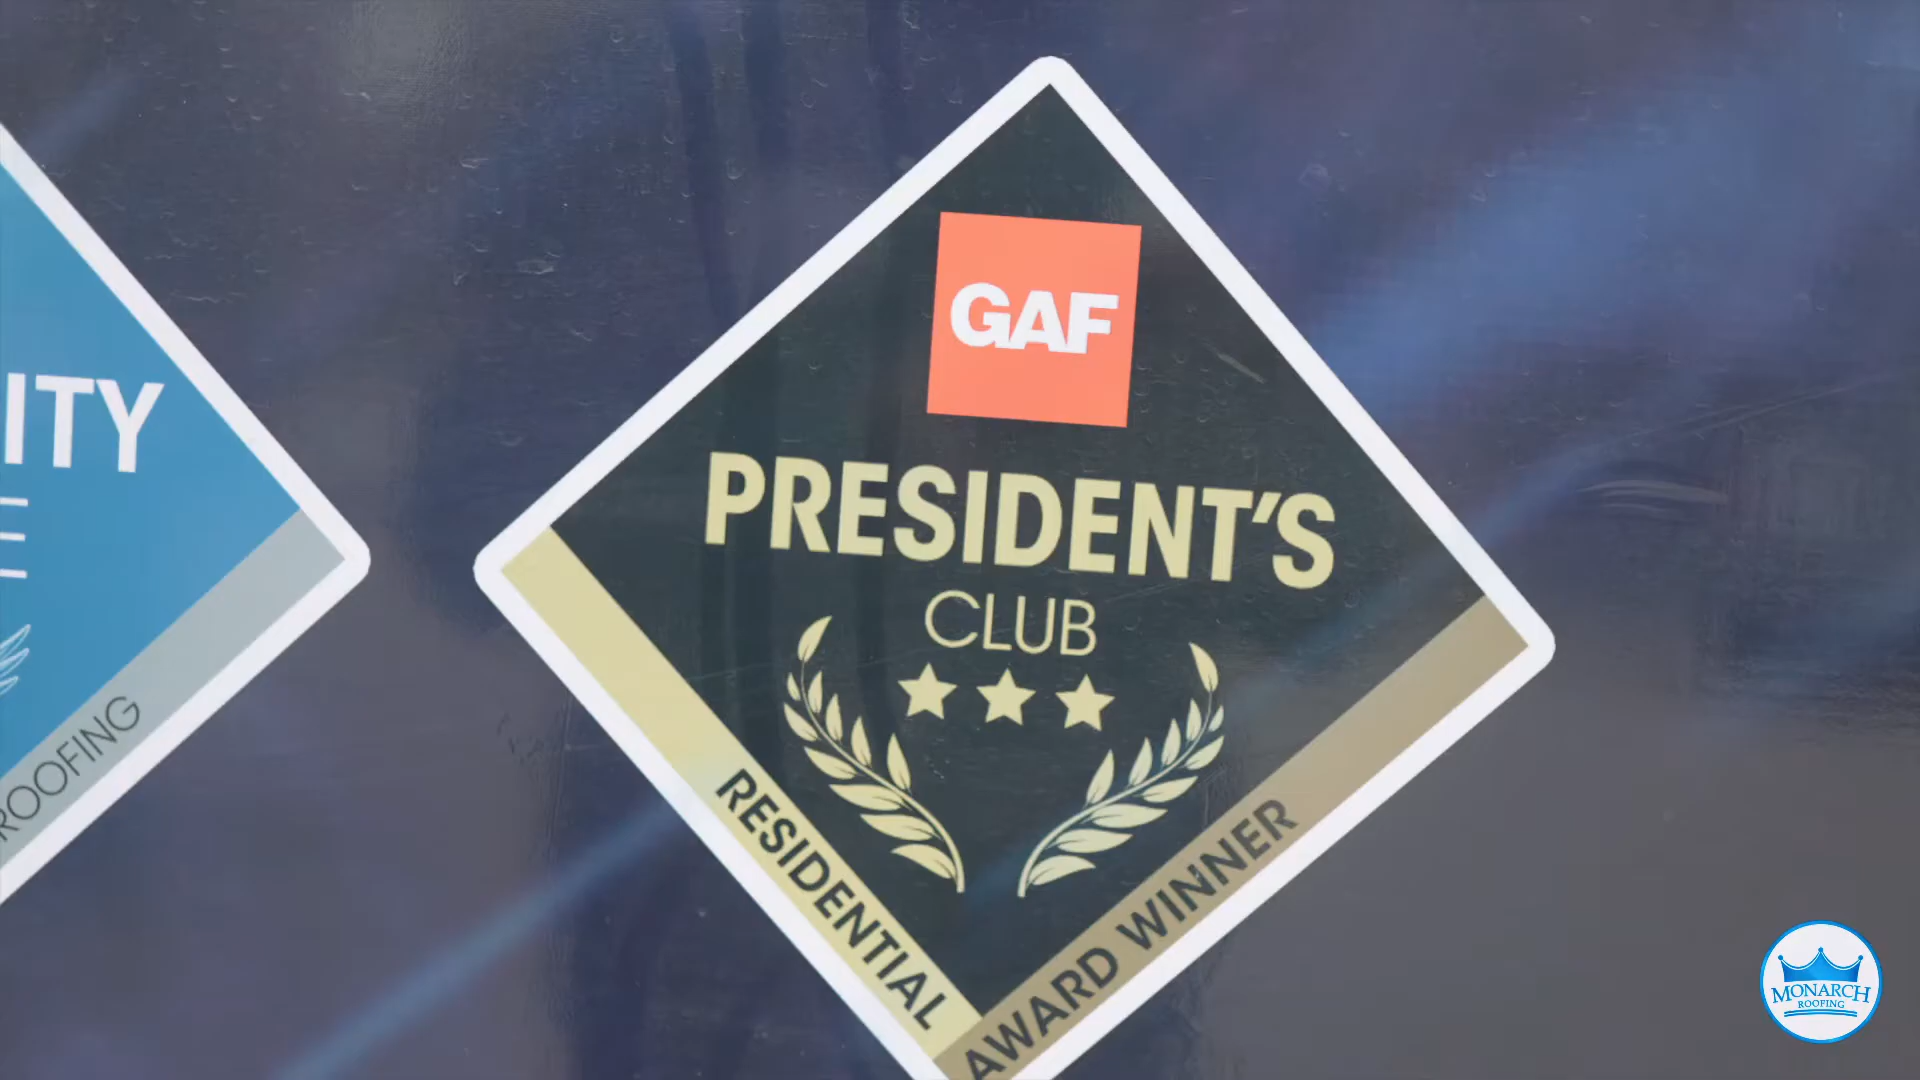 ITY
E
ROOFING
GAF
PRESIDENT'S
CLUB
RESIDENTIAL
AWARD WINNER
MONARCH
ROOFING